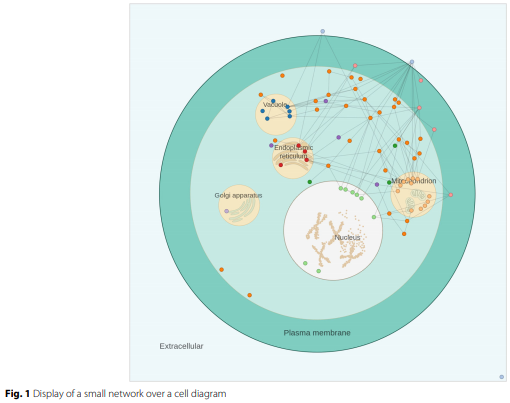 Vacuole
Endoplasmic
reticulum
Mitochondrion
Golgi apparatus
Nucleus
Plasma membrane
Extracellular
Fig. 1 Display of a small network over a cell diagram